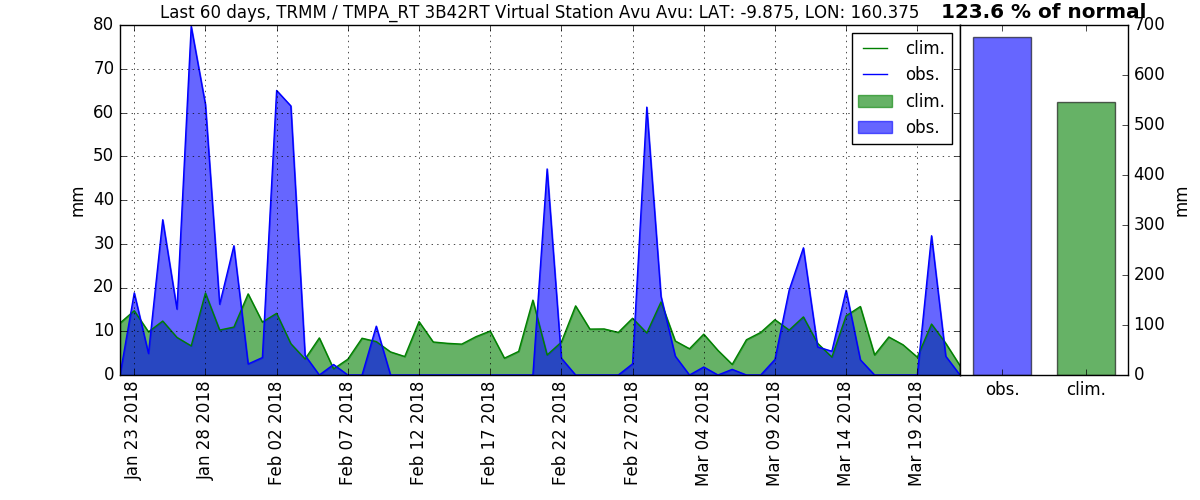 Last 60 days, TRMM / TMPA_RT 3B42RT Virtual Station Avu Avu: LAT: -9.875, LON: 160.375
123.6 % of normal
80
70
60
50
40
30
20
10
0
mm
clim.
obs.
clim.
obs.
700
600
500
400
300
200
100
0
mm
obs.
clim.
Jan 23 2018
Jan 28 2018
Feb 02 2018
Feb 07 2018
Feb 12 2018
Feb 17 2018
Feb 22 2018
Feb 27 2018
Mar 04 2018
Mar 09 2018
Mar 14 2018
Mar 19 2018